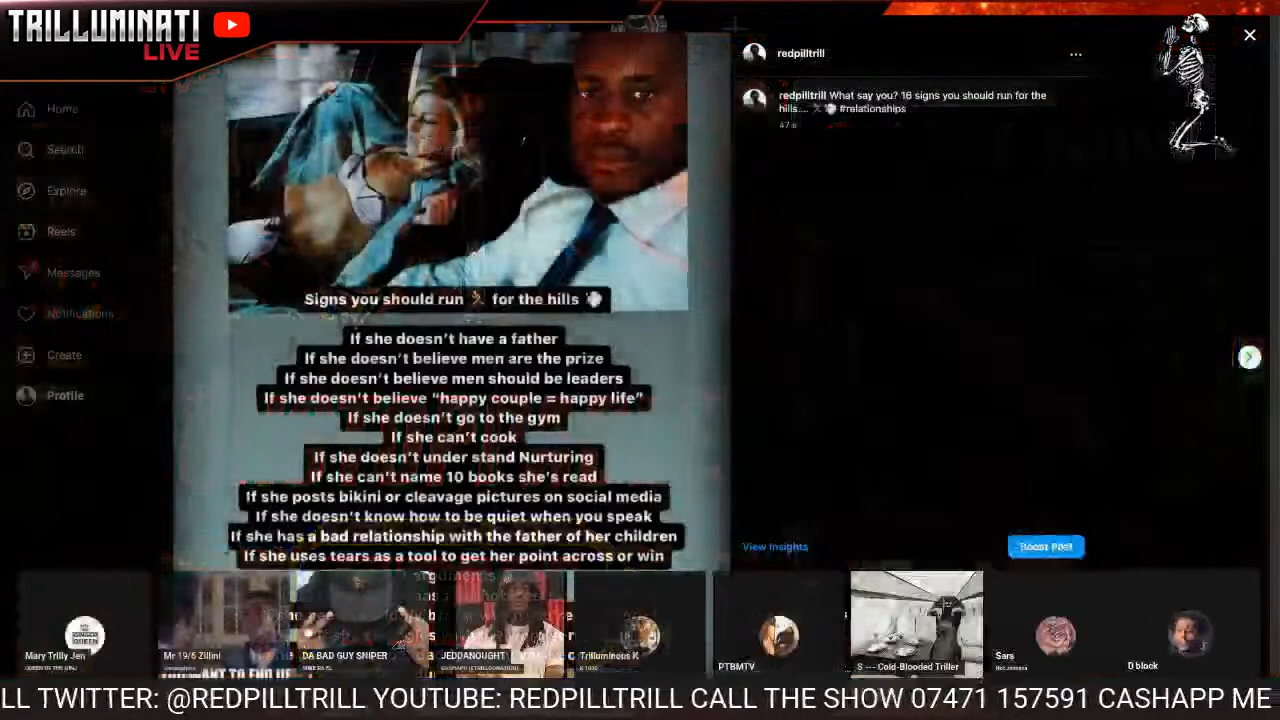 TRILLUMINATI
LIVE
Home
Search
Explore
Reels
Messages
Notifications
Create
Profile
redpilltrill
...
redpilltrill What say you? 16 signs you should run for the
hills.... #relationships
47w
Signs you should run for the hills
If she doesn't have a father
If she doesn't believe men are the prize
If she doesn't believe men should be leaders
If she doesn't believe "happy couple = happy life"
If she doesn't go to the gym
If she can't cook
If she doesn't under stand Nurturing
If she can't name 10 books she's read
If she posts bikini or cleavage pictures on social media
If she doesn't know how to be quiet when you speak
If she has a bad relationship with the father of her children
If she uses tears as a tool to get her point across or win
arguments
View Insights
Boost Post
Mary Trilly Jen
Mr 19/6 Zillini
DA BAD GUY SNIPER
JEDDANOUGHT
Trilluminous K
PTBMTV
S --- Cold-Blooded Triller
Sara
D block
LL TWITTER: @REDPILLTRILL YOUTUBE: REDPILLTRILL CALL THE SHOW 07471 157591 CASHAPP ME